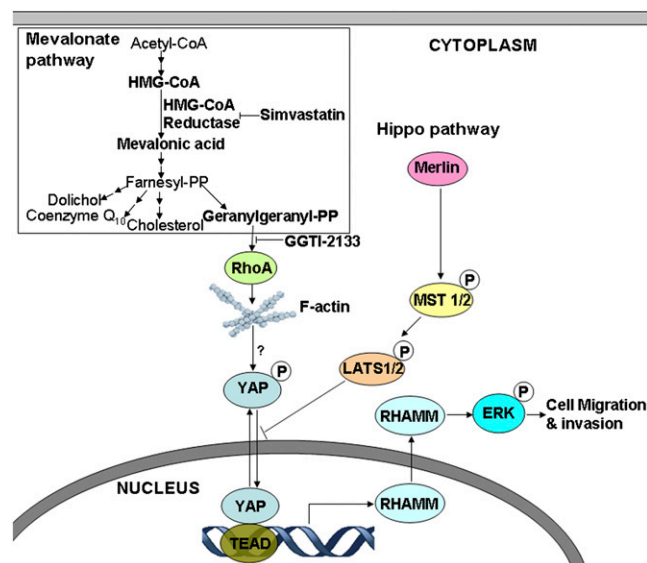 Mevalonate
pathway
Acetyl-CoA
HMG-CoA
HMG-CoA
Reductase
Simvastatin
Mevalonic acid
Farnesyl-PP
Dolichol
Coenzyme Q10
Cholesterol
Geranylgeranyl-PP
GGTI-2133
RhoA
F-actin
?
YAP
P
CYTOPLASM
Hippo pathway
Merlin
P
MST 1/2
P
LATS1/2
RHAMM
P
ERK
Cell Migration
& invasion
NUCLEUS
YAP
TEAD
RHAMM